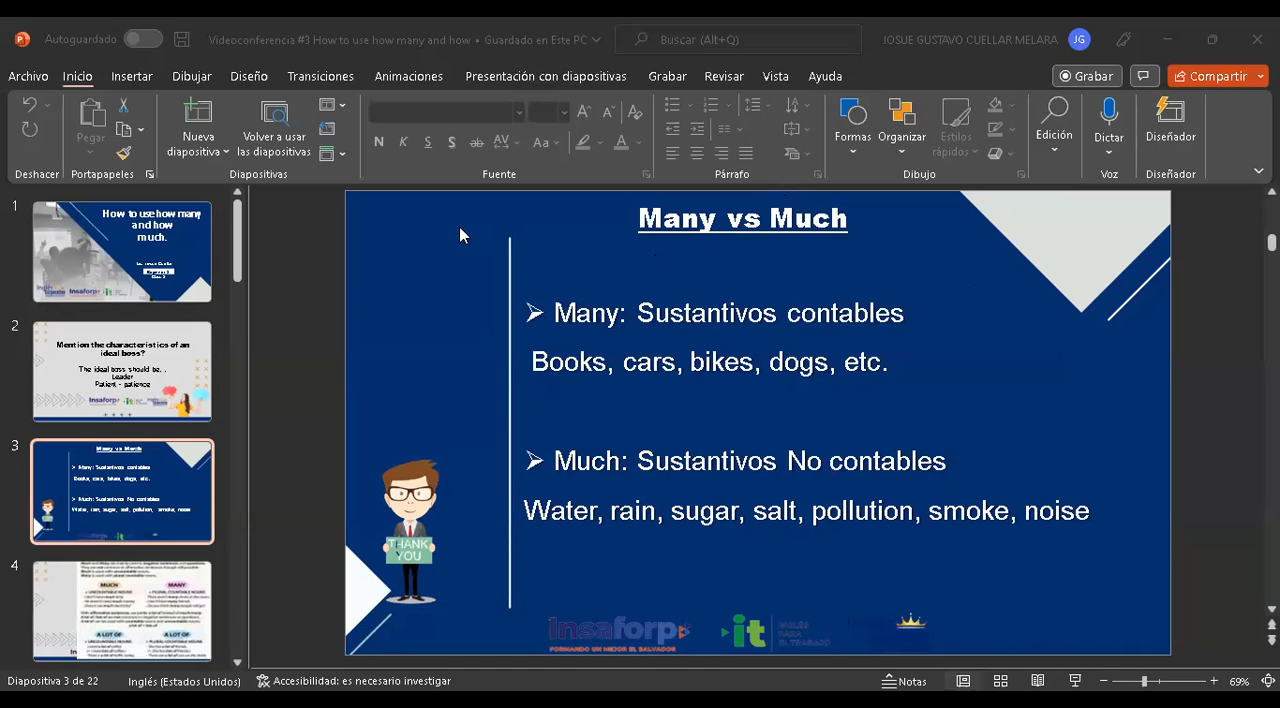 Autoguardado
Videoconferencia #3 How to use how many and how • Guardado en Este PC
Buscar (Alt+Q)
JOSUE GUSTAVO CUELLAR MELARA
JG
Archivo Inicio Insertar Dibujar Diseño Transiciones Animaciones Presentación con diapositivas Grabar Revisar Vista Ayuda
Grabar
Compartir
Pegar
Nueva diapositiva
Volver a usar las diapositivas
N K S S ab AV Aa A
Formas Organizar Estilos rápidos
Edición
Dictar
Diseñador
Deshacer Portapapeles Diapositivas Fuente Párrafo Dibujo Voz Diseñador
1
How to use how many
and how
much.
2
Mention the characteristics of an
ideal boss?
The ideal boss should be...
Leader
Patient - patience
Insaforp
3
Many vs Much
Many: Sustantivos contables
Books, cars, bikes, dogs, etc.
Much: Sustantivos No contables
Water, rain, sugar, salt, pollution, smoke, noise
4
MUCH MANY
A LOT OF A LOT OF
Many vs Much
Many: Sustantivos contables
Books, cars, bikes, dogs, etc.
Much: Sustantivos No contables
Water, rain, sugar, salt, pollution, smoke, noise
THANK
YOU
insaforp
FORMANDO UN MEJOR EL SALVADOR
it
INGLÉS
PARA
EL TRABAJO
Diapositiva 3 de 22
Inglés (Estados Unidos)
Accesibilidad: es necesario investigar
Notas
69%